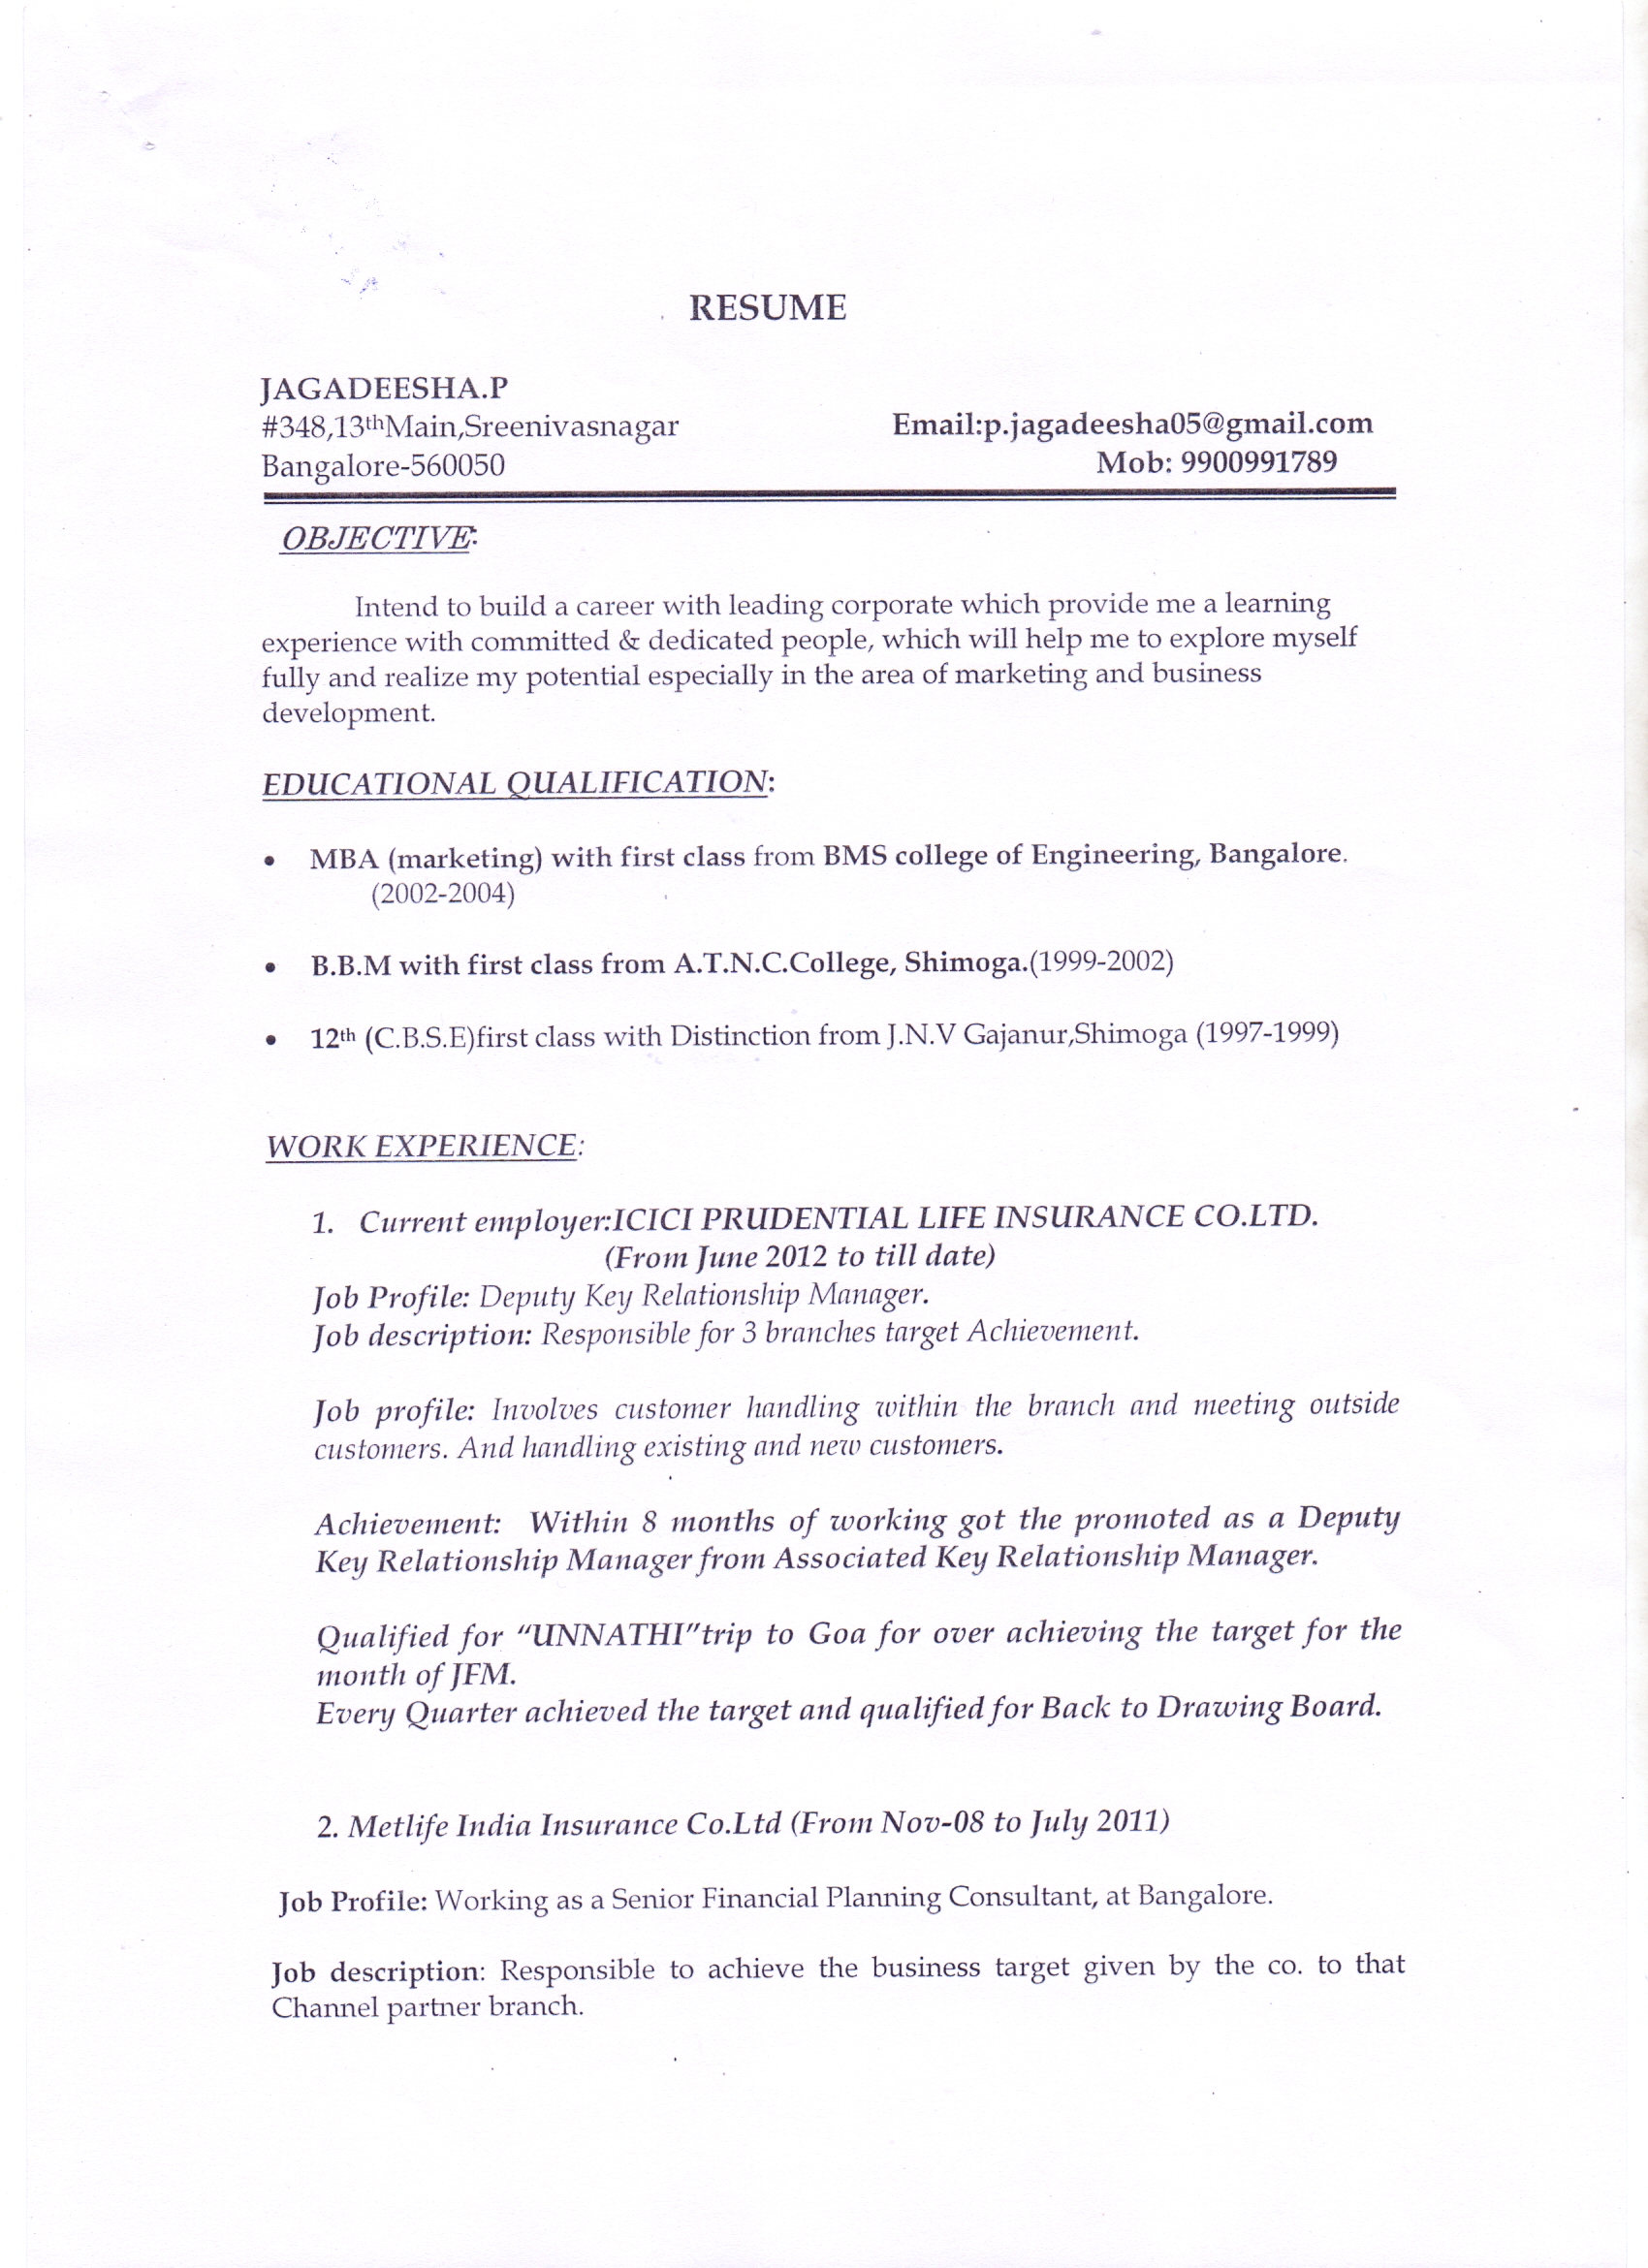 RESUME
JAGADEESHA.P
#348,13thMain,Sreenivasnagar
Email:p.jagadeesha05@gmail.com
Bangalore-560050
Mob: 9900991789
OBJECTIVE:
Intend to build a career with leading corporate which provide me a learning
experience with committed & dedicated people, which will help me to explore myself
fully and realize my potential especially in the area of marketing and business
development.
EDUCATIONAL QUALIFICATION:
• MBA (marketing) with first class from BMS college of Engineering, Bangalore.
(2002-2004)
• B.B.M with first class from A.T.N.C.College, Shimoga.(1999-2002)
• 12th (C.B.S.E)first class with Distinction from J.N.V Gajanur,Shimoga (1997-1999)
WORK EXPERIENCE:
1. Current employer:ICICI PRUDENTIAL LIFE INSURANCE CO.LTD.
(From June 2012 to till date)
Job Profile: Deputy Key Relationship Manager.
Job description: Responsible for 3 branches target Achievement.
Job profile: Involves customer handling within the branch and meeting outside
customers. And handling existing and new customers.
Achievement: Within 8 months of working got the promoted as a Deputy
Key Relationship Manager from Associated Key Relationship Manager.
Qualified for "UNNATHI"trip to Goa for over achieving the target for the
month of JFM.
Every Quarter achieved the target and qualified for Back to Drawing Board.
2. Metlife India Insurance Co.Ltd (From Nov-08 to July 2011)
Job Profile: Working as a Senior Financial Planning Consultant, at Bangalore.
Job description: Responsible to achieve the business target given by the co. to that
Channel partner branch.